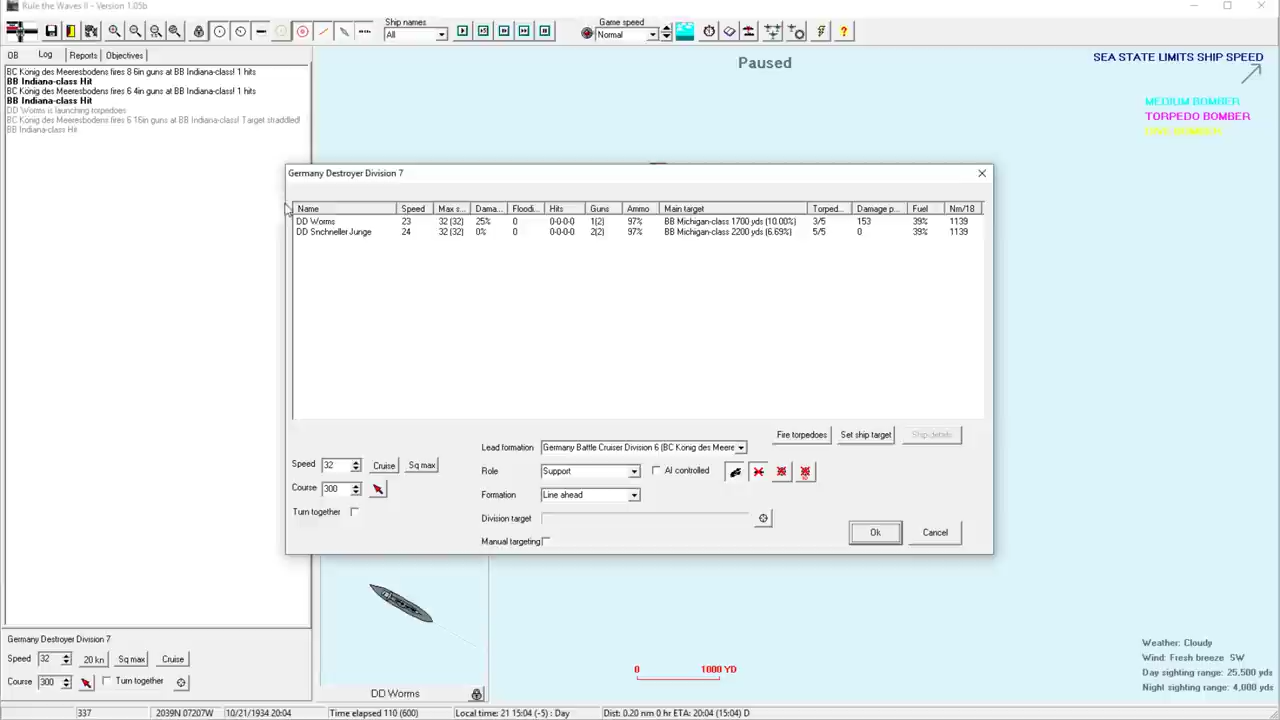 Rule the Waves II - Version 1.05b
Ship names
All
Game speed
Normal
OB Log Reports Objectives
BC König des Meeresbodens fires 8 6in guns at BB Indiana-class! 1 hits
BB Indiana-class Hit
BC König des Meeresbodens fires 6 4in guns at BB Indiana-class! 1 hits
BB Indiana-class Hit
DD Worms is launching torpedoes
BC König des Meeresbodens fires 6 16in guns at BB Indiana-class! Target straddled!
BB Indiana-class Hit
Paused
SEA STATE LIMITS SHIP SPEED
MEDIUM BOMBER
TORPEDO BOMBER
Germany Destroyer Division 7
Name Speed Max s... Dama... Floodi... Hits Guns Ammo Main target Torped... Damage p... Fuel Nm/18
DD Worms 23 32 (32) 25% 0 0-0-0-0 1(2) 97% BB Michigan-class 1700 yds (10.00%) 3/5 153 39% 1139
DD Snchneller Junge 24 32 (32) 0% 0 0-0-0-0 2(2) 97% BB Michigan-class 2200 yds (6.69%) 5/5 0 39% 1139
Fire torpedoes Set ship target Ship details
Lead formation Germany Battle Cruiser Division 6 (BC König des Meere
Speed 32 Cruise Sq max
Role Support AI controlled
Course 300
Formation Line ahead
Turn together
Division target
Manual targeting
Ok Cancel
Germany Destroyer Division 7
Speed 32 20 kn Sq max Cruise
Course 300 Turn together
DD Worms
0 1000 YD
Weather: Cloudy
Wind: Fresh breeze SW
Day sighting range: 25,500 yds
Night sighting range: 4,000 yds
337 2039N 07207W 10/21/1934 20:04 Time elapsed 110 (600) Local time: 21 15:04 (-5) : Day Dist: 0.20 nm 0 hr ETA: 20:04 (15:04) D